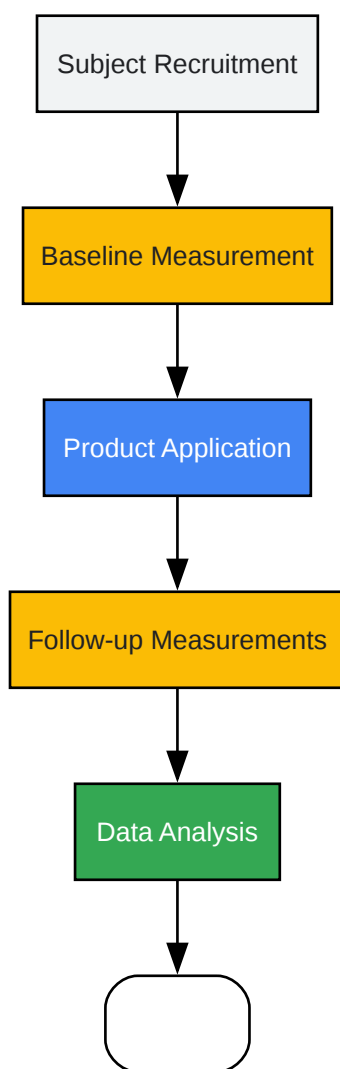 Subject Recruitment
Baseline Measurement
Product Application
Follow-up Measurements
Data Analysis